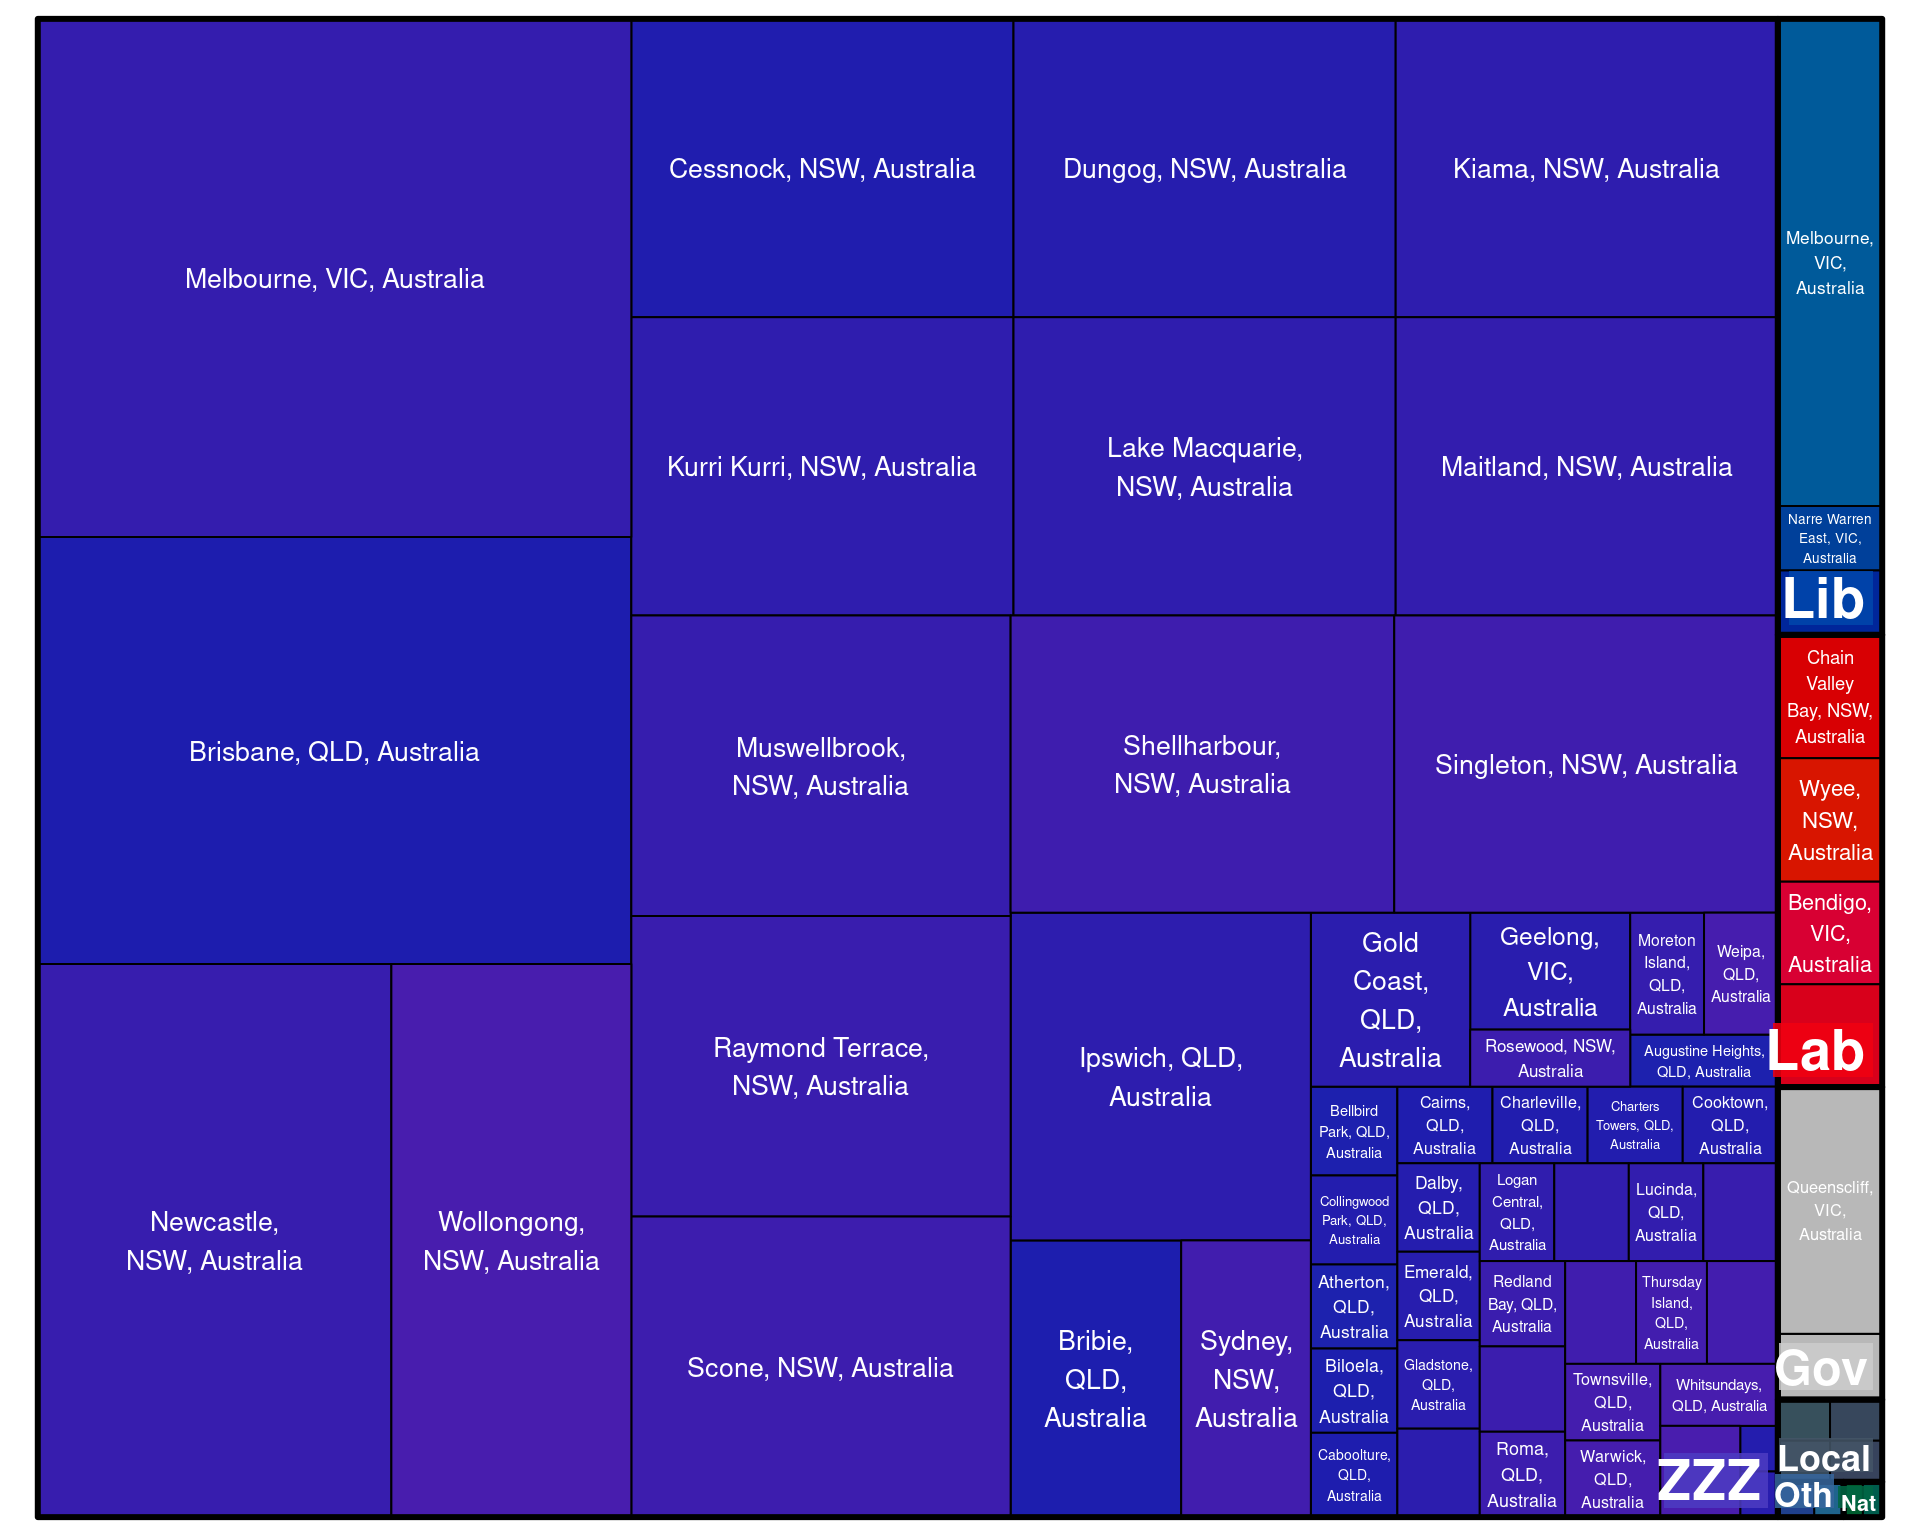 Melbourne, VIC, Australia
Brisbane, QLD, Australia
Newcastle,
NSW, Australia
Wollongong,
NSW, Australia
Cessnock, NSW, Australia
Dungog, NSW, Australia
Kiama, NSW, Australia
Kurri Kurri, NSW, Australia
Lake Macquarie,
NSW, Australia
Maitland, NSW, Australia
Muswellbrook,
NSW, Australia
Shellharbour,
NSW, Australia
Singleton, NSW, Australia
Raymond Terrace,
NSW, Australia
Scone, NSW, Australia
Ipswich, QLD,
Australia
Bribie,
QLD,
Australia
Sydney,
NSW,
Australia
Gold
Coast,
QLD,
Australia
Geelong,
VIC,
Australia
Rosewood, NSW,
Australia
Moreton
Island,
QLD,
Australia
Weipa,
QLD,
Australia
Augustine Heights,
QLD, Australia
Bellbird
Park, QLD,
Australia
Collingwood
Park, QLD,
Australia
Atherton,
QLD,
Australia
Biloela,
QLD,
Australia
Caboolture,
QLD,
Australia
Cairns,
QLD,
Australia
Charleville,
QLD,
Australia
Charters
Towers, QLD,
Australia
Cooktown,
QLD,
Australia
Dalby,
QLD,
Australia
Emerald,
QLD,
Australia
Gladstone,
QLD,
Australia
Logan
Central,
QLD,
Australia
Lucinda,
QLD,
Australia
Redland
Bay, QLD,
Australia
Thursday
Island,
QLD,
Australia
Roma,
QLD,
Australia
Townsville,
QLD,
Australia
Whitsundays,
QLD, Australia
Warwick,
QLD,
Australia
ZZZ
Melbourne,
VIC,
Australia
Narre Warren
East, VIC,
Australia
Lib
Chain
Valley
Bay, NSW,
Australia
Wyee,
NSW,
Australia
Bendigo,
VIC,
Australia
Lab
Queenscliff,
VIC,
Australia
Gov
Local
Oth
Nat